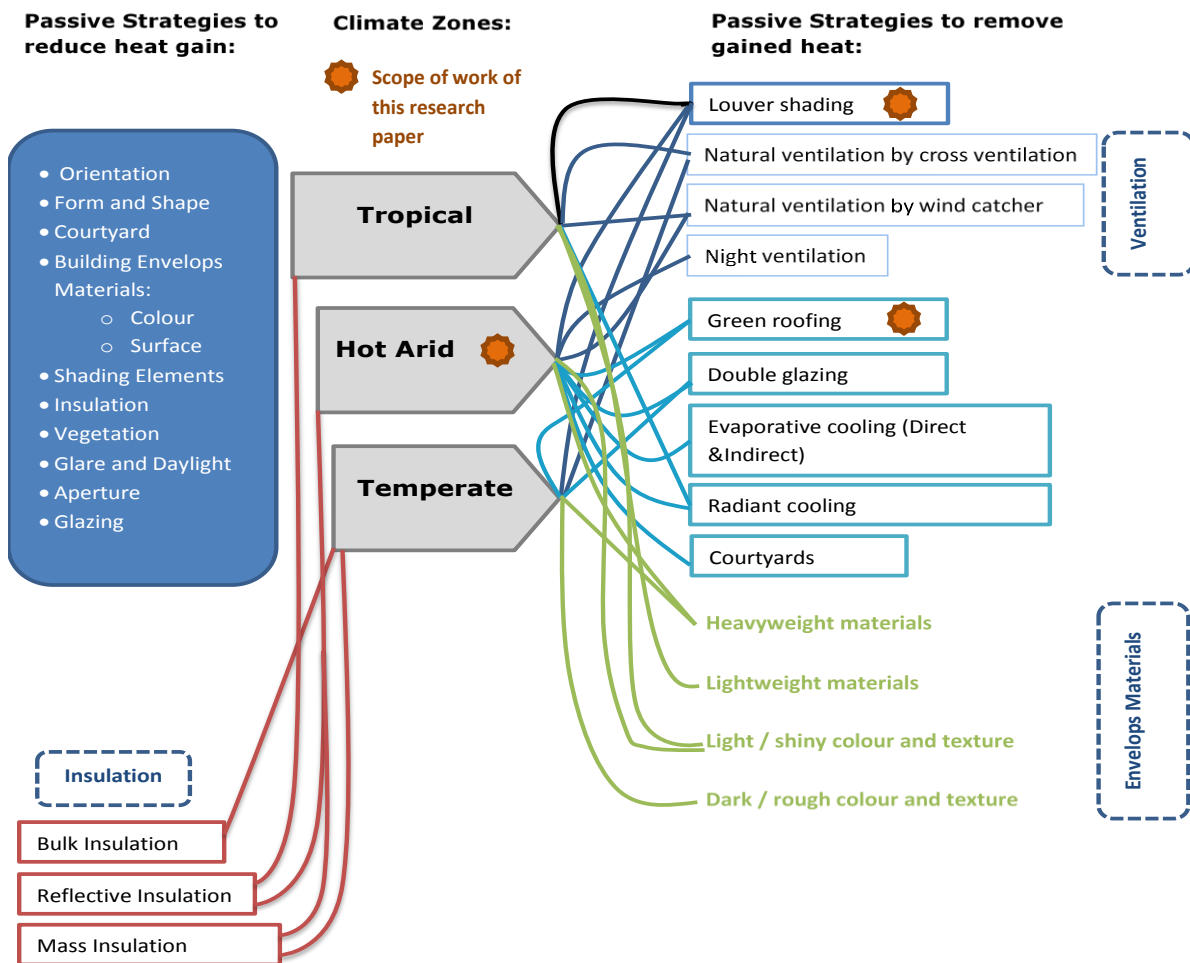 Passive Strategies to
reduce heat gain:
Climate Zones:
Passive Strategies to remove
gained heat:
Scope of work of
this research
paper
• Orientation
• Form and Shape
• Courtyard
• Building Envelops
Materials:
o Colour
o Surface
• Shading Elements
• Insulation
• Vegetation
• Glare and Daylight
• Aperture
• Glazing
Tropical
Hot Arid
Temperate
Louver shading
Natural ventilation by cross ventilation
Natural ventilation by wind catcher
Night ventilation
Ventilation
Green roofing
Double glazing
Evaporative cooling (Direct
&Indirect)
Radiant cooling
Courtyards
Heavyweight materials
Lightweight materials
Light / shiny colour and texture
Dark / rough colour and texture
Envelops Materials
Insulation
Bulk Insulation
Reflective Insulation
Mass Insulation